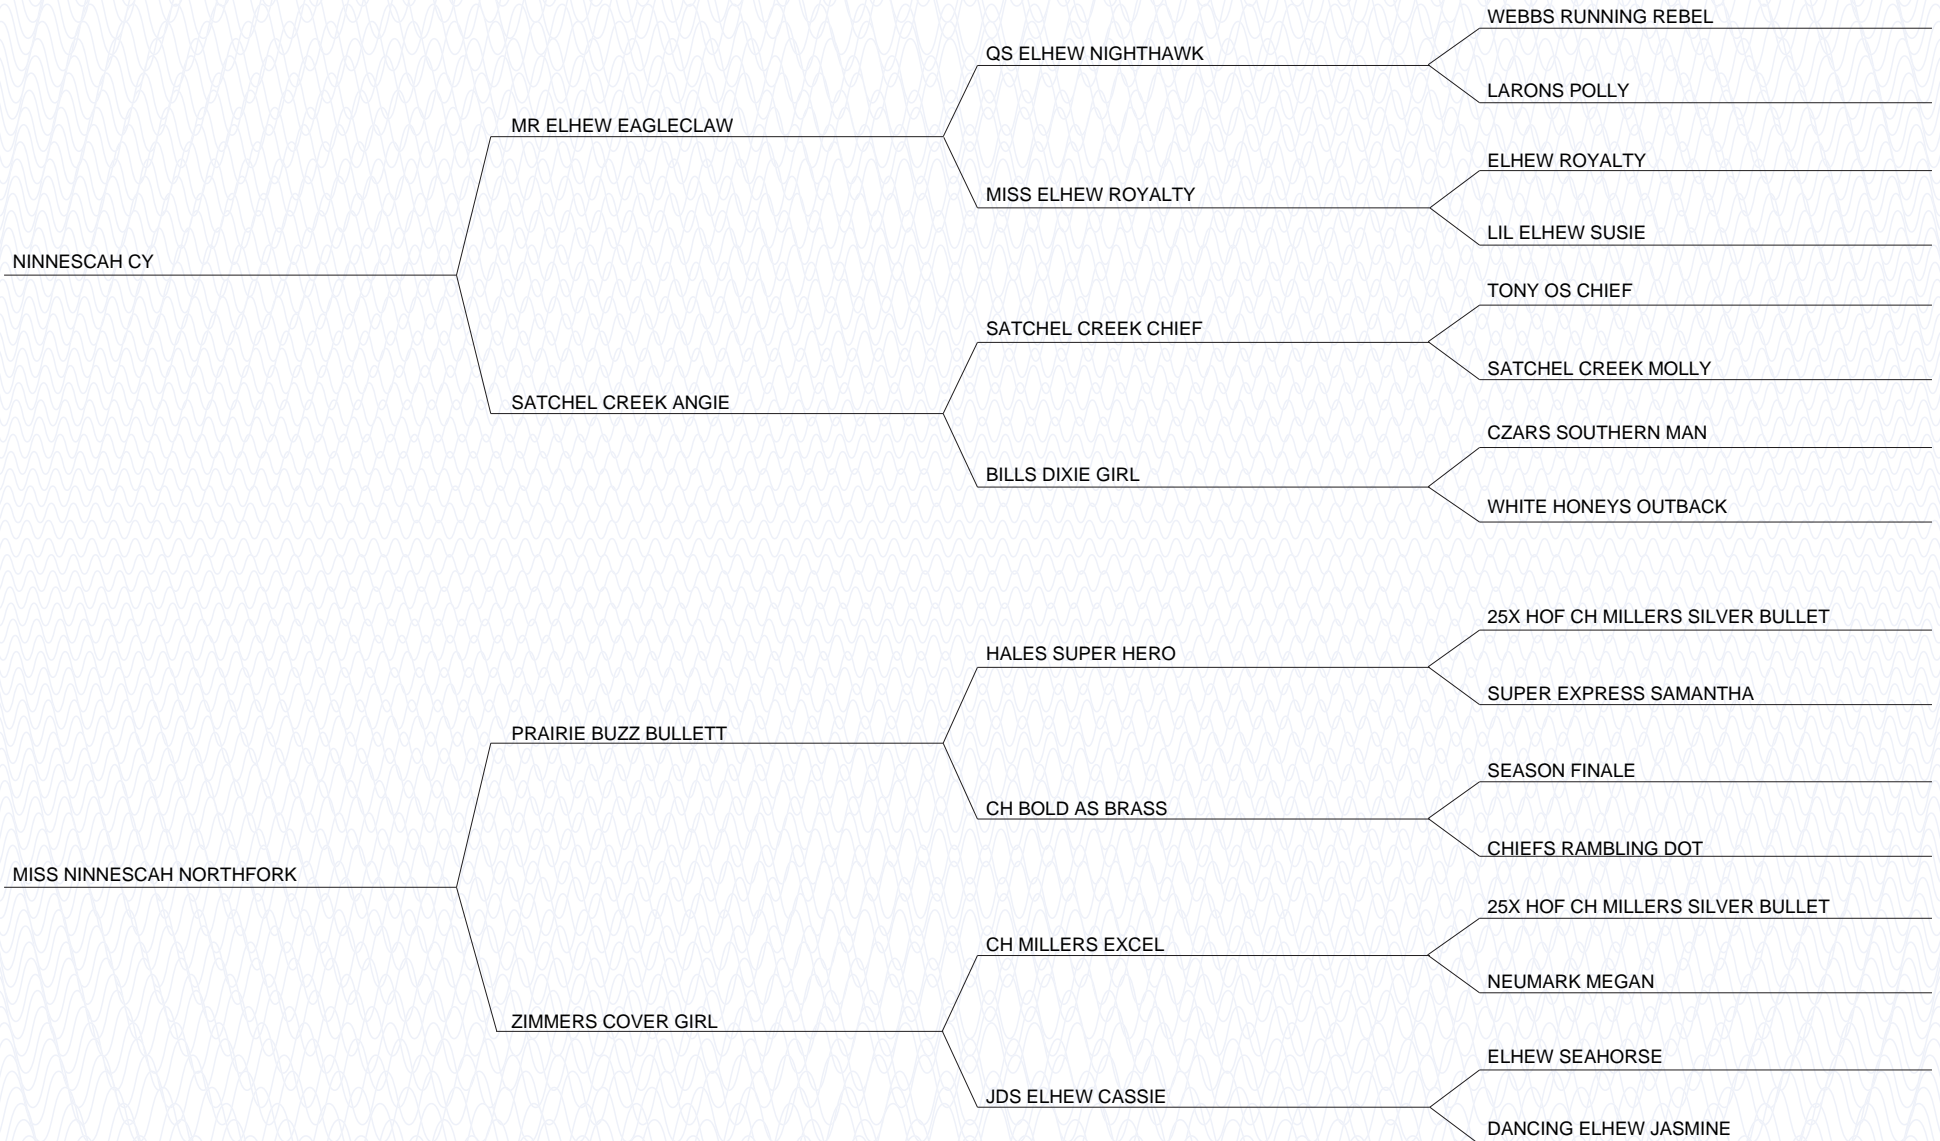 WEBBS RUNNING REBEL
QS ELHEW NIGHTHAWK
LARONS POLLY
MR ELHEW EAGLECLAW
ELHEW ROYALTY
MISS ELHEW ROYALTY
LIL ELHEW SUSIE
NINNESCAH CY
TONY OS CHIEF
SATCHEL CREEK CHIEF
SATCHEL CREEK MOLLY
SATCHEL CREEK ANGIE
CZARS SOUTHERN MAN
BILLS DIXIE GIRL
WHITE HONEYS OUTBACK
25X HOF CH MILLERS SILVER BULLET
HALES SUPER HERO
SUPER EXPRESS SAMANTHA
PRAIRIE BUZZ BULLETT
SEASON FINALE
CH BOLD AS BRASS
CHIEFS RAMBLING DOT
MISS NINNESCAH NORTHFORK
25X HOF CH MILLERS SILVER BULLET
CH MILLERS EXCEL
NEUMARK MEGAN
ZIMMERS COVER GIRL
ELHEW SEAHORSE
JDS ELHEW CASSIE
DANCING ELHEW JASMINE